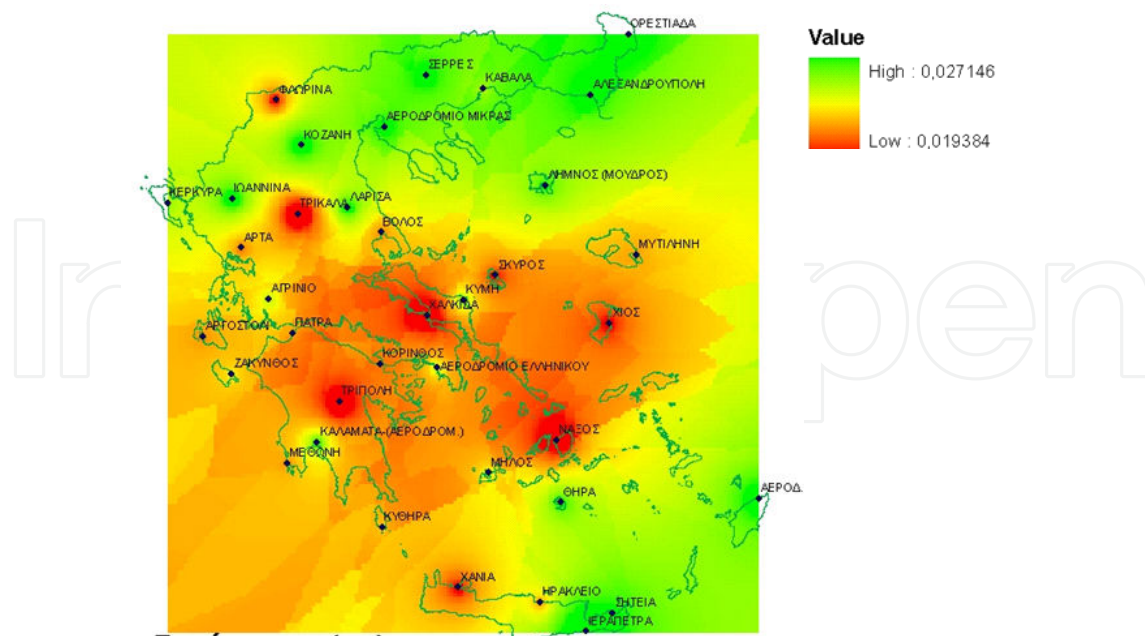 ΟΡΕΣΤΙΑΔΑ
Value
High : 0,027146
Low : 0,019384
ΣΕΡΡΕΣ
ΚΑΒΑΛΑ
ΑΛΕΞΑΝΔΡΟΥΠΟΛΗ
ΦΛΩΡΙΝΑ
ΑΕΡΟΔΡΟΜΙΟ ΜΙΚΡΑΣ
ΚΟΖΑΝΗ
ΛΗΜΝΟΣ (ΜΟΥΔΡΟΣ)
ΚΕΡΚΥΡΑ
ΙΩΑΝΝΙΝΑ
ΤΡΙΚΑΛΑ
ΛΑΡΙΣΑ
ΒΟΛΟΣ
ΑΡΤΑ
ΜΥΤΙΛΗΝΗ
ΣΚΥΡΟΣ
ΑΓΡΙΝΙΟ
ΚΥΜΗ
ΧΑΛΚΙΔΑ
ΧΙΟΣ
ΑΡΓΟΣΤΟΛΙ
ΠΑΤΡΑ
ΖΑΚΥΝΘΟΣ
ΚΟΡΙΝΘΟΣ
ΑΕΡΟΔΡΟΜΙΟ ΕΛΛΗΝΙΚΟΥ
ΤΡΙΠΟΛΗ
ΚΑΛΑΜΑΤΑ-(ΑΕΡΟΔΡΟΜ.)
ΝΑΞΟΣ
ΜΕΘΩΝΗ
ΜΗΛΟΣ
ΘΗΡΑ
ΑΕΡΟΔ.
ΚΥΘΗΡΑ
ΧΑΝΙΑ
ΗΡΑΚΛΕΙΟ
ΣΗΤΕΙΑ
ΙΕΡΑΠΕΤΡΑ